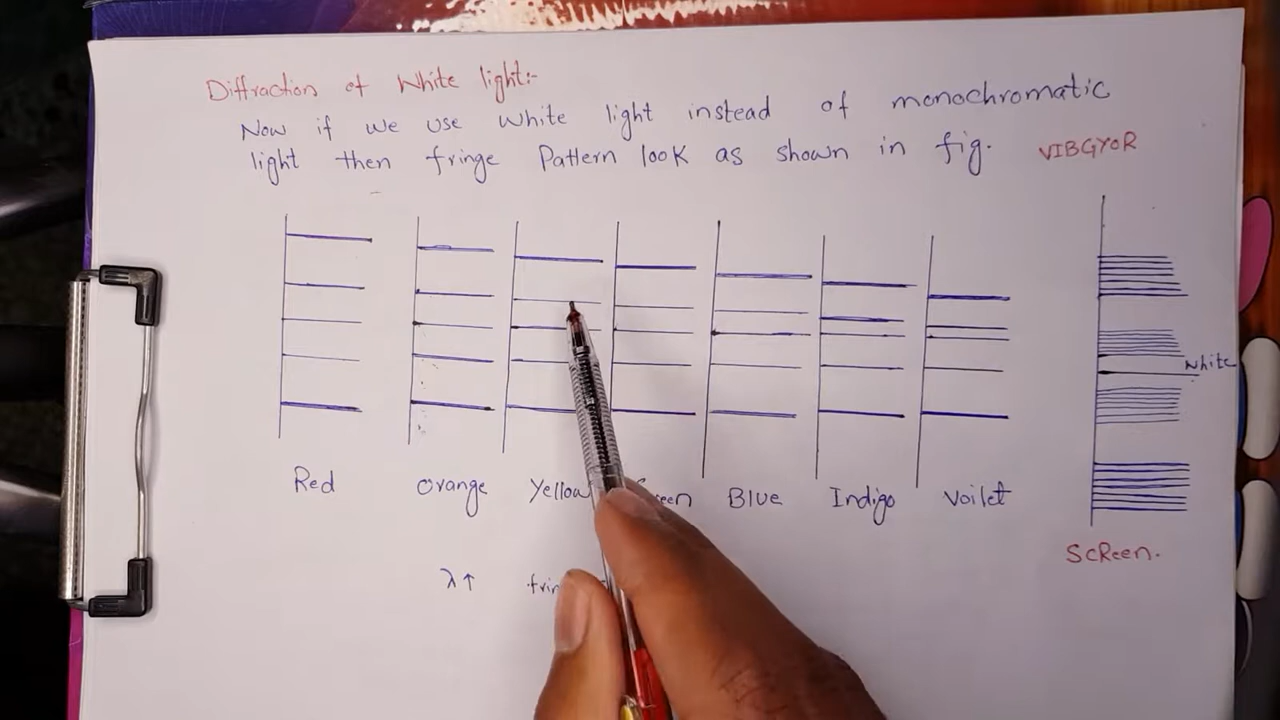 Diffraction of White light:-
Now if we use white light instead of monochromatic
light then fringe Pattern look as shown in fig. VIBGYOR
White
Red Orange Yellow Blue Indigo Voilet
SCReen.
λ↑